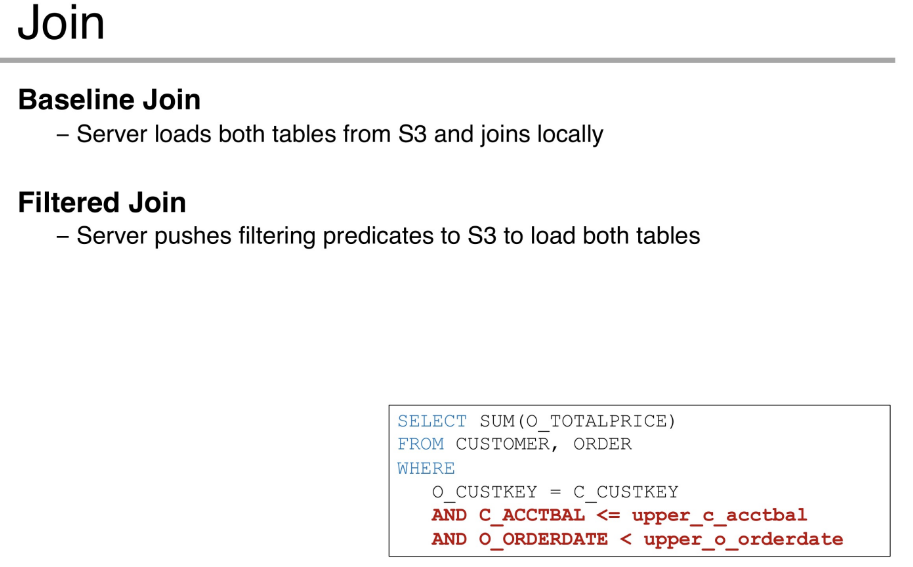 Join
Baseline Join
– Server loads both tables from S3 and joins locally
Filtered Join
– Server pushes filtering predicates to S3 to load both tables
SELECT SUM(O_TOTALPRICE)
FROM CUSTOMER, ORDER
WHERE
O_CUSTKEY = C_CUSTKEY
AND C_ACCTBAL <= upper_c_acctbal
AND O_ORDERDATE < upper_o_orderdate